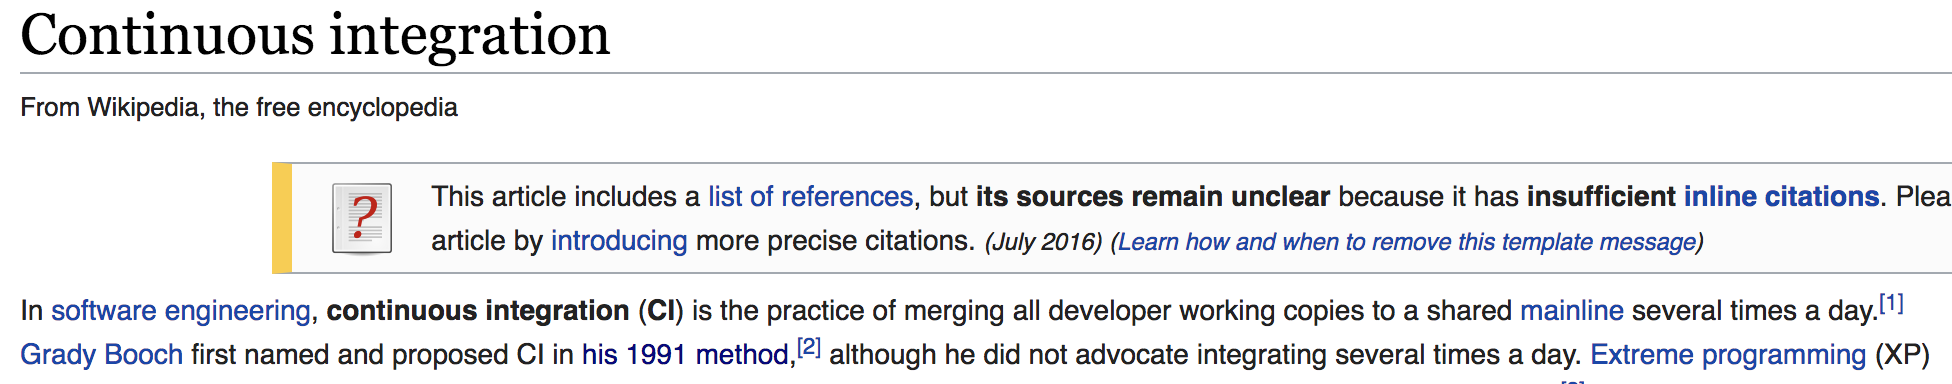 Continuous integration
From Wikipedia, the free encyclopedia
?
This article includes a list of references, but its sources remain unclear because it has insufficient inline citations.
article by introducing more precise citations. (July 2016) (Learn how and when to remove this template message)
In software engineering, continuous integration (CI) is the practice of merging all developer working copies to a shared mainline several times a day.[1]
Grady Booch first named and proposed CI in his 1991 method,[2] although he did not advocate integrating several times a day. Extreme programming (XP)